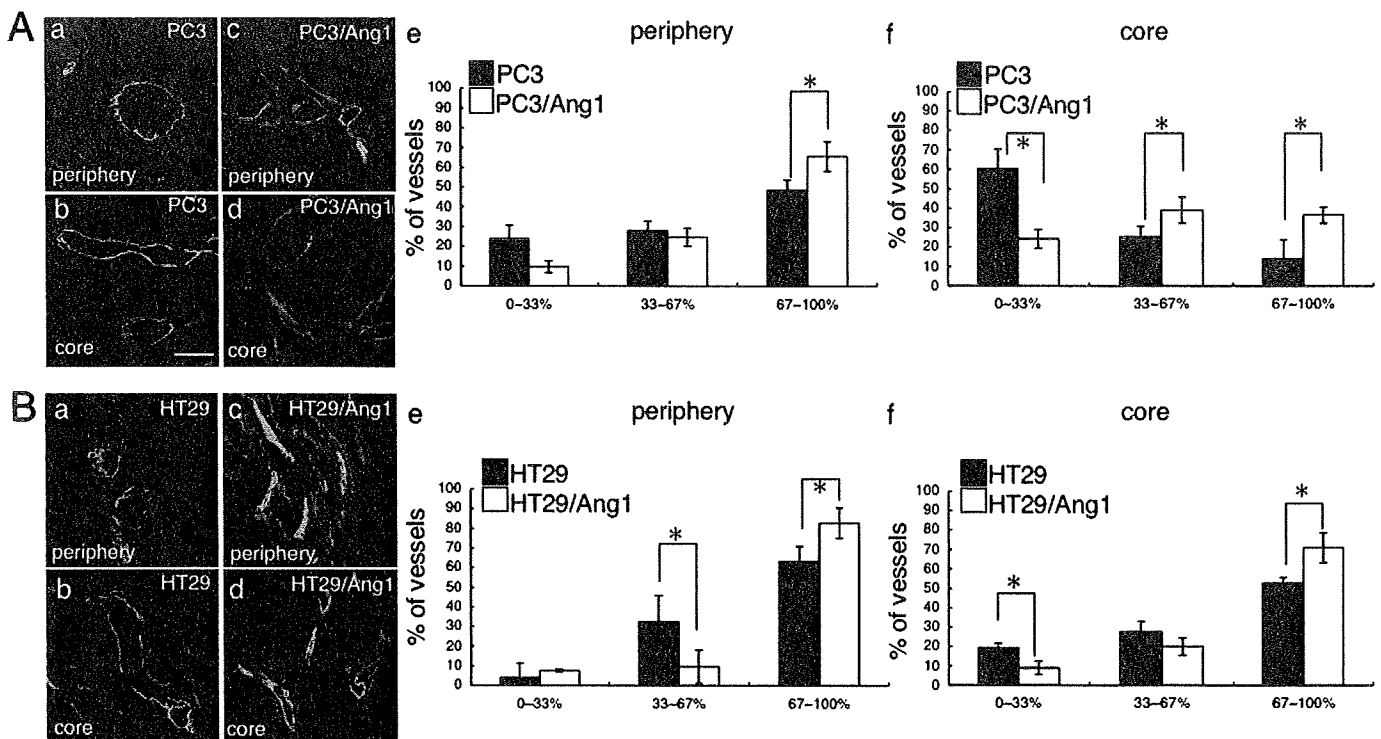 A
a
PC3
periphery
b
PC3
core
c
PC3/Ang1
periphery
d
PC3/Ang1
core
e
periphery
PC3
PC3/Ang1
% of vessels
100
90
80
70
60
50
40
30
20
10
0
0~33%
33~67%
67~100%
f
core
PC3
PC3/Ang1
% of vessels
100
90
80
70
60
50
40
30
20
10
0
0~33%
33~67%
67~100%
*
*
*
*
B
a
HT29
periphery
b
HT29
core
c
HT29/Ang1
periphery
d
HT29/Ang1
core
e
periphery
HT29
HT29/Ang1
% of vessels
100
90
80
70
60
50
40
30
20
10
0
0~33%
33~67%
67~100%
*
*
f
core
HT29
HT29/Ang1
% of vessels
100
90
80
70
60
50
40
30
20
10
0
0~33%
33~67%
67~100%
*
*